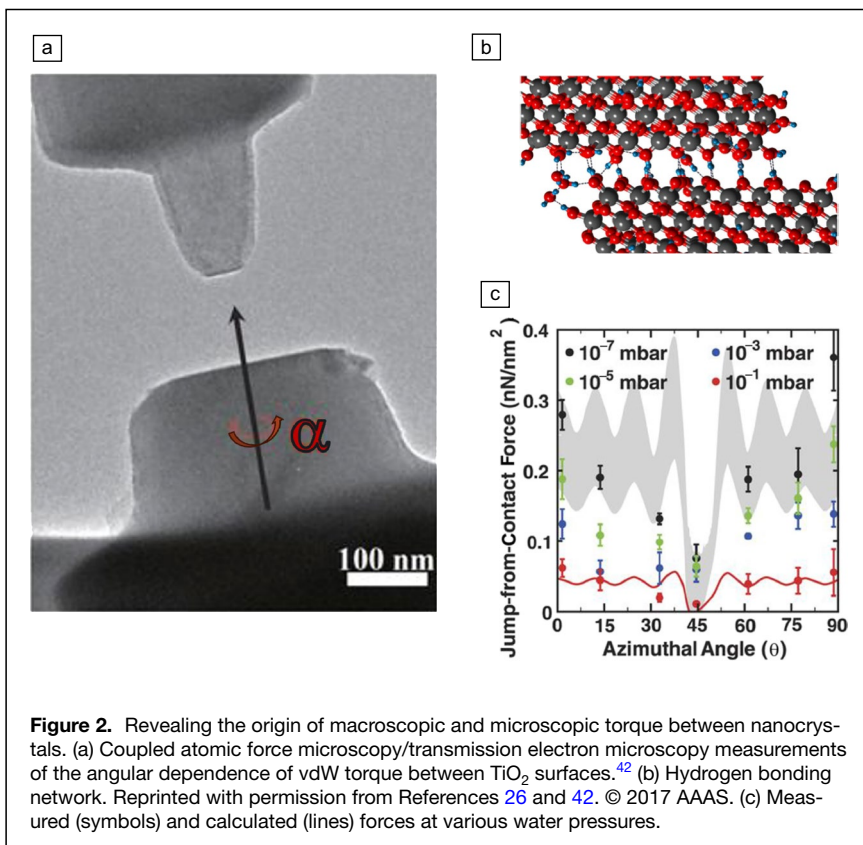 a
α
100 nm
b
c
Jump-from-Contact Force (nN/nm²)
0.4
0.3
0.2
0.1
0
10⁻⁷ mbar
10⁻³ mbar
10⁻⁵ mbar
10⁻¹ mbar
0 15 30 45 60 75 90
Azimuthal Angle (θ)
Figure 2. Revealing the origin of macroscopic and microscopic torque between nanocrys-
tals. (a) Coupled atomic force microscopy/transmission electron microscopy measurements
of the angular dependence of vdW torque between TiO₂ surfaces.⁴² (b) Hydrogen bonding
network. Reprinted with permission from References 26 and 42. © 2017 AAAS. (c) Meas-
ured (symbols) and calculated (lines) forces at various water pressures.